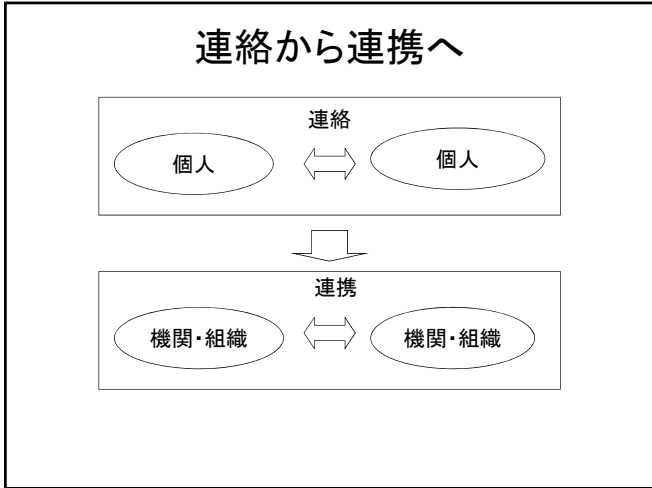 連絡から連携へ
連絡
個人
個人
連携
機関・組織
機関・組織